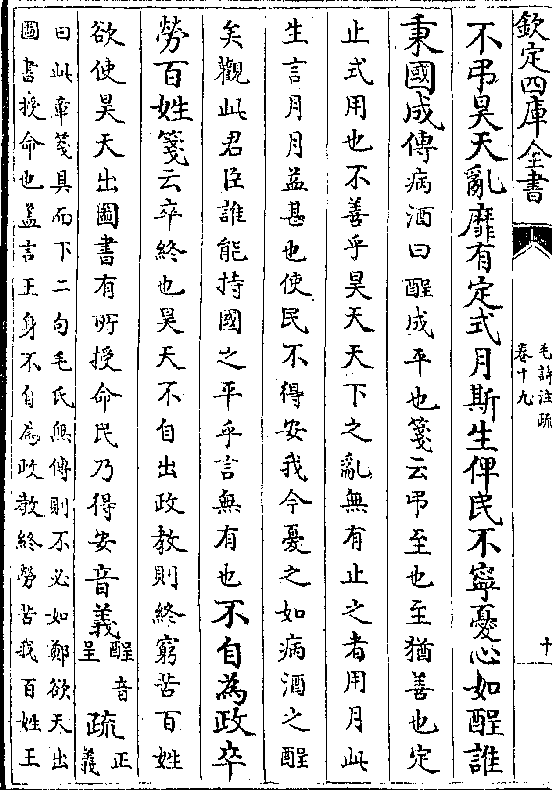 欽定四庫全書
毛詩注疏
卷十九
十
不弔昊天亂靡有定式月斯生俾民不寧憂心如酲誰
秉國成傳病酒曰酲成平也箋云弔至也至猶善也定
止式用也不善乎昊天天下之亂無有止之者用月此
生言月月益甚也使民不得安我今憂之如病酒之酲
矣觀此君臣誰能持國之平乎言無有也不自為政卒
勞百姓箋云卒終也昊天不自出政教則終窮苦百姓
欲使昊天出圖書有所授命民乃得安音義酲音呈疏正義
曰此章箋具而下二句毛氏無傳則不必如鄭欲天出
圖書授命也蓋言王身不自為政教終勞苦我百姓王